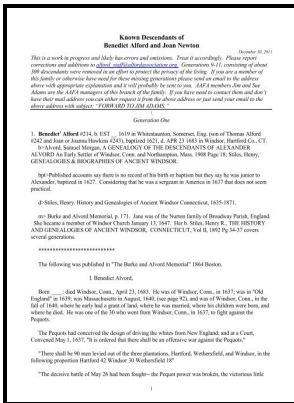 Known Descendants of
Benedict Alford and Joan Newton
December 30, 2011
This is a work in progress and likely has errors and omissions. Treat it accordingly. Please report
corrections and additions to alford_staff@alfordassociation.org. Generations 9-11, consisting of about
500 descendants were removed in an effort to protect the privacy of the living. If you are a member of
this family or otherwise have need for these missing generations please send an email to the address
above with appropriate explanation and it will probably be sent to you. AAFA members Jim and Sue
Adams are the AAFA managers of this branch of the family. If you have need to contact them and don't
have their mail address you can either request it from the above address or just send your email to the
above address with subject; "FORWARD TO JIM ADAMS."
Generation One
1. Benedict¹ Alford #214, b. EST __ 1619 in Whitestaunton, Somerset, Eng. (son of Thomas Alford
#242 and Joan or Joanna Hawkins #243), baptized 1621, d. APR 23 1683 in Windsor, Hartford Co., CT.
b>Alvord, Samuel Morgan, A GENEALOGY OF THE DESCENDANTS OF ALEXANDER
ALVORD An Early Settler of Windsor, Conn. and Northampton, Mass. 1908 Page 18; Stiles, Henry,
GENEALOGIES & BIOGRAPHIES OF ANCIENT WINDSOR.
bpt>Published accounts say there is no record of his birth or baptism but they say he was junior to
Alexander, baptized in 1627. Considering that he was a sergeant in America in 1637 that does not seem
practical.
d>Stiles, Henry. History and Genealogies of Ancient Windsor Connecticut, 1635-1871.
m> Burke and Alvord Memorial, p. 171. Jane was of the Nurton family of Broadway Parish, England.
She became a member of Windsor Church January 13, 1647. Her b. Stiles, Henry R., THE HISTORY
AND GENEALOGIES OF ANCIENT WINDSOR, CONNECTICUT, Vol II, 1892 Pg 34-37 covers
several generations.
**************************
The following was published in "The Burke and Alvord Memorial" 1864 Boston.
I. Benedict Alvord,
Born ____: died Windsor, Conn., April 23, 1683. He was of Windsor, Conn., in 1637; was in "Old
England" in 1639; was Massachusetts in August, 1640, (see page 92), and was of Windsor, Conn., in the
fall of 1640; where he early had a grant of land, where he was married, where his children were born, and
where he died. He was one of the 30 who went from Windsor, Conn., in 1637, to fight against the
Pequots.
The Pequots had conceived the design of driving the whites from New England; and at a Court,
Convened May 1, 1637, "It is ordered that there shall be an offensive war against the Pequots."
"There shall be 90 men levied out of the three plantations, Hartford, Wethersfield, and Windsor, in the
following proportion Hartford 42 Windsor 30 Wethersfield 18"
"The decisive battle of May 26 had been fought-- the Pequot power was broken, the victorious little
1